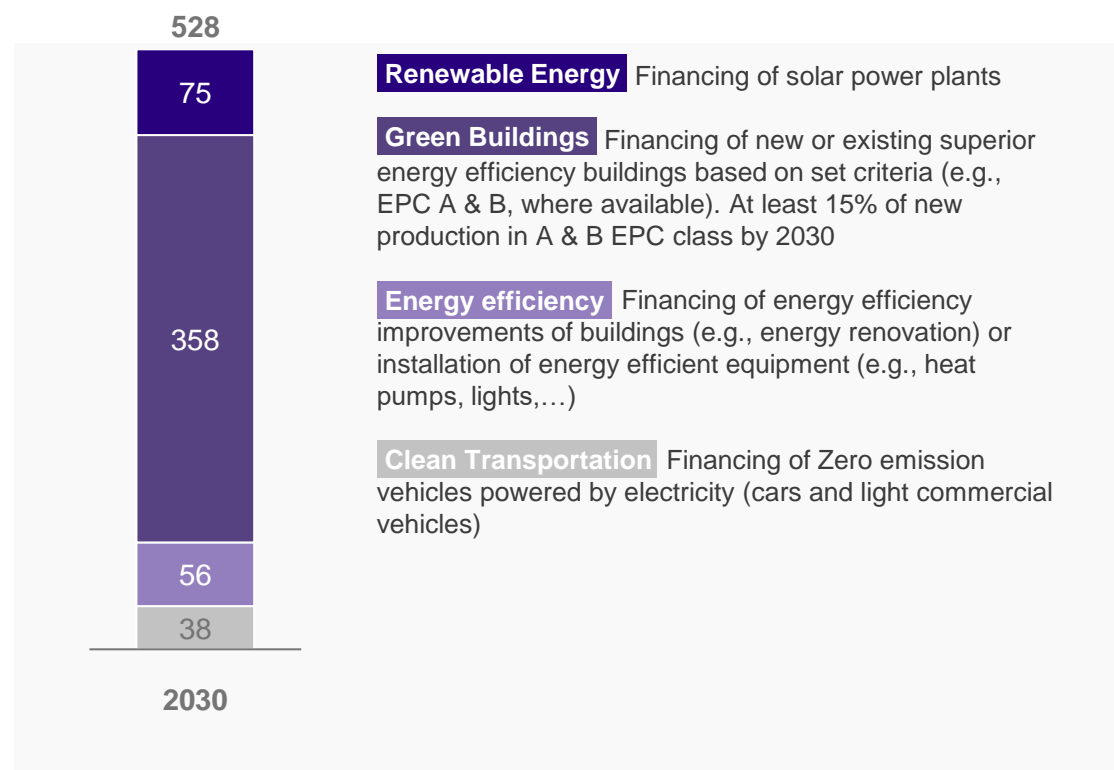 528
75
358
56
38
2030
Renewable Energy Financing of solar power plants
Green Buildings Financing of new or existing superior
energy efficiency buildings based on set criteria (e.g.,
EPC A & B, where available). At least 15% of new
production in A & B EPC class by 2030
Energy efficiency Financing of energy efficiency
improvements of buildings (e.g., energy renovation) or
installation of energy efficient equipment (e.g., heat
pumps, lights,…)
Clean Transportation Financing of Zero emission
vehicles powered by electricity (cars and light commercial
vehicles)